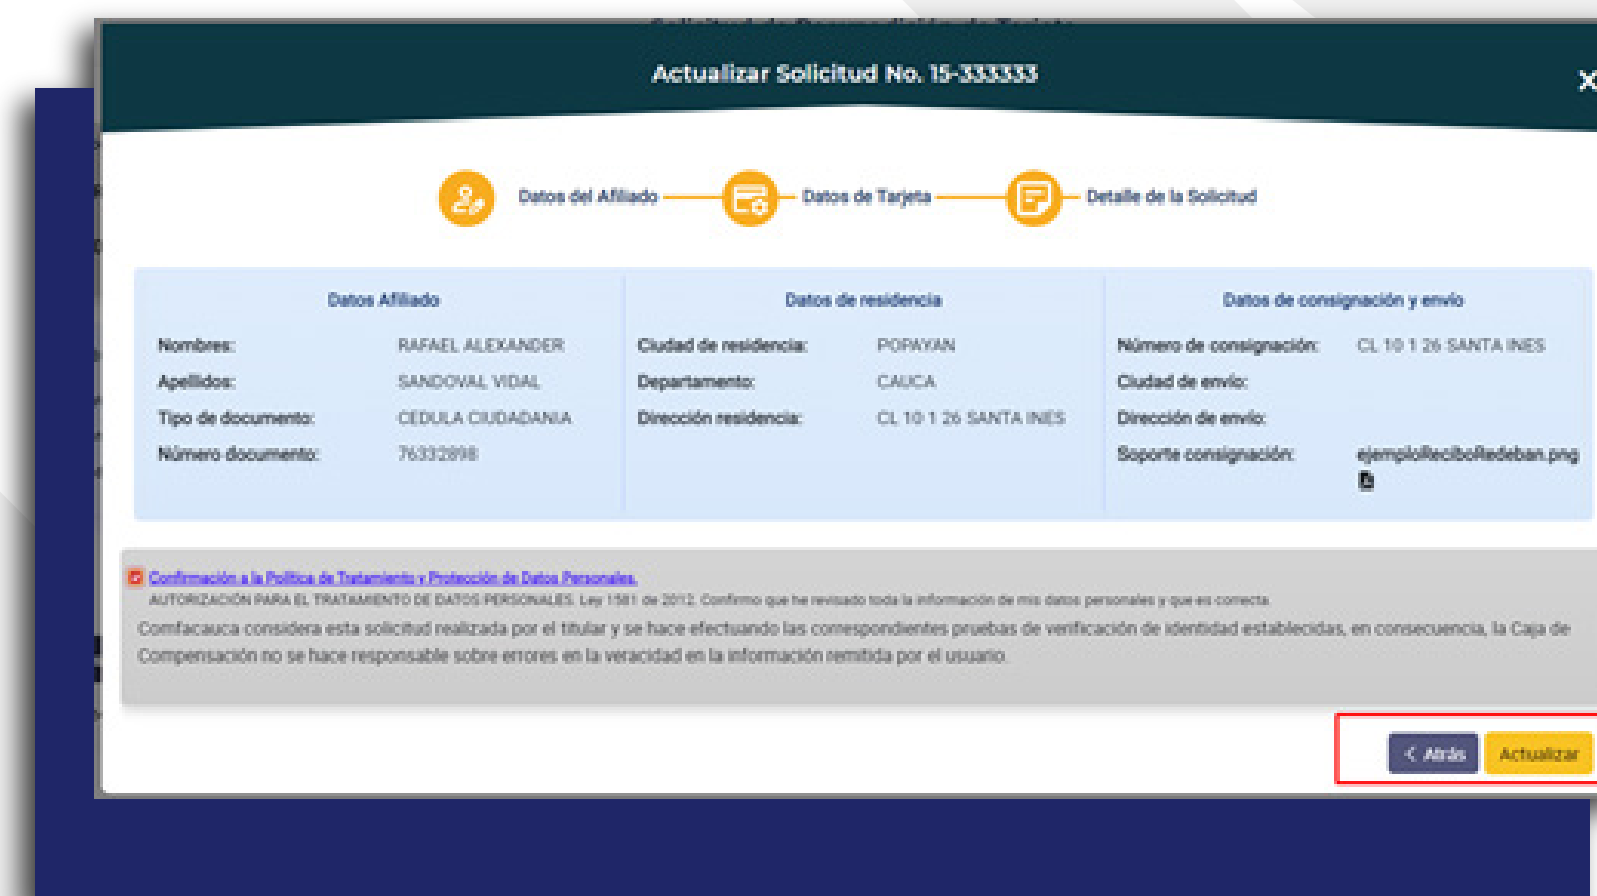 Actualizar Solicitud No. 15-333333
X
Datos del Afiliado
Datos de Tarjeta
Detalle de la Solicitud
Datos Afiliado
Nombres: RAFAEL ALEXANDER
Apellidos: SANDOVAL VIDAL
Tipo de documento: CEDULA CIUDADANIA
Número documento: 76332898
Datos de residencia
Ciudad de residencia: POPAYAN
Departamento: CAUCA
Dirección residencia: CL 10 1 26 SANTA INES
Datos de consignación y envío
Número de consignación: CL 10 1 26 SANTA INES
Ciudad de envío:
Dirección de envío:
Soporte consignación: ejemploReciboRedeban.png
Confirmación a la Política de Tratamiento y Protección de Datos Personales.
AUTORIZACIÓN PARA EL TRATAMIENTO DE DATOS PERSONALES. Ley 1581 de 2012. Confirmo que he revisado toda la información de mis datos personales y que es correcta.
Comfacauca considera esta solicitud realizada por el titular y se hace efectuando las correspondientes pruebas de verificación de identidad establecidas, en consecuencia, la Caja de
Compensación no se hace responsable sobre errores en la veracidad en la información remitida por el usuario.
< Atrás
Actualizar